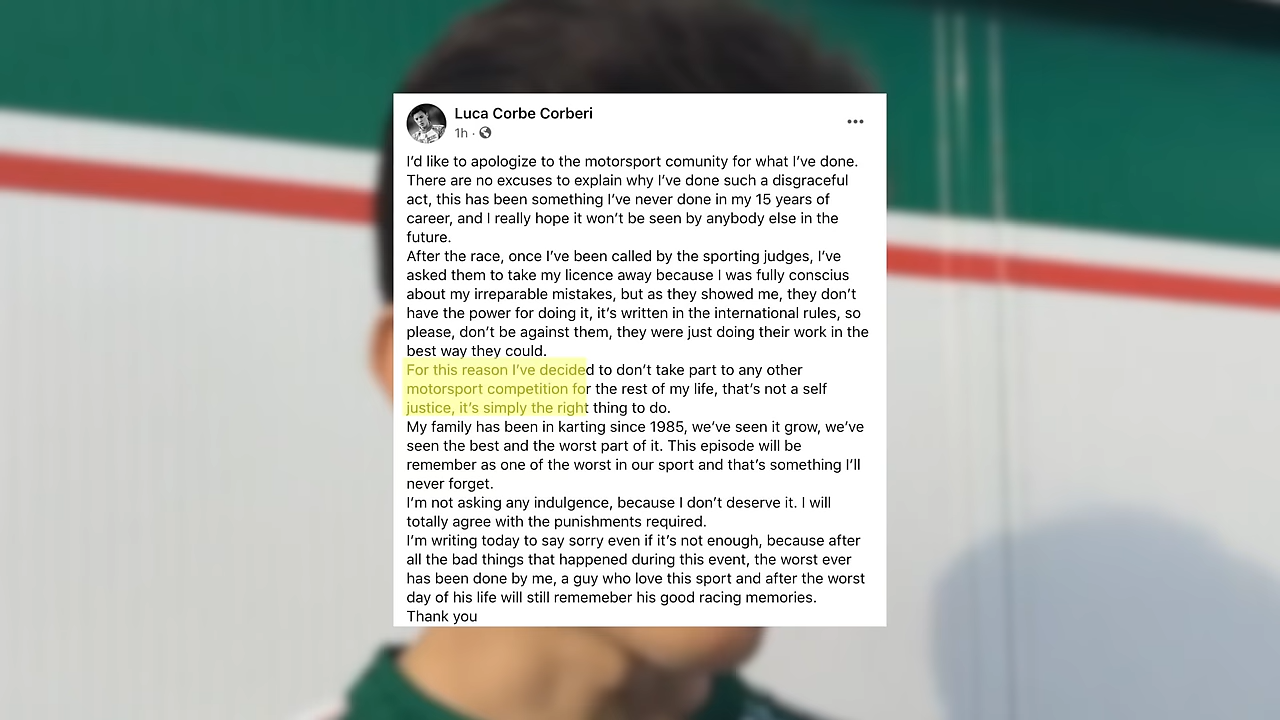 Luca Corbe Corberi
1h ·
I'd like to apologize to the motorsport comunity for what I've done.
There are no excuses to explain why I've done such a disgraceful
act, this has been something I've never done in my 15 years of
career, and I really hope it won't be seen by anybody else in the
future.
After the race, once I've been called by the sporting judges, I've
asked them to take my licence away because I was fully conscius
about my irreparable mistakes, but as they showed me, they don't
have the power for doing it, it's written in the international rules, so
please, don't be against them, they were just doing their work in the
best way they could.
For this reason I've decided to don't take part to any other
motorsport competition for the rest of my life, that's not a self
justice, it's simply the right thing to do.
My family has been in karting since 1985, we've seen it grow, we've
seen the best and the worst part of it. This episode will be
remember as one of the worst in our sport and that's something I'll
never forget.
I'm not asking any indulgence, because I don't deserve it. I will
totally agree with the punishments required.
I'm writing today to say sorry even if it's not enough, because after
all the bad things that happened during this event, the worst ever
has been done by me, a guy who love this sport and after the worst
day of his life will still rememeber his good racing memories.
Thank you